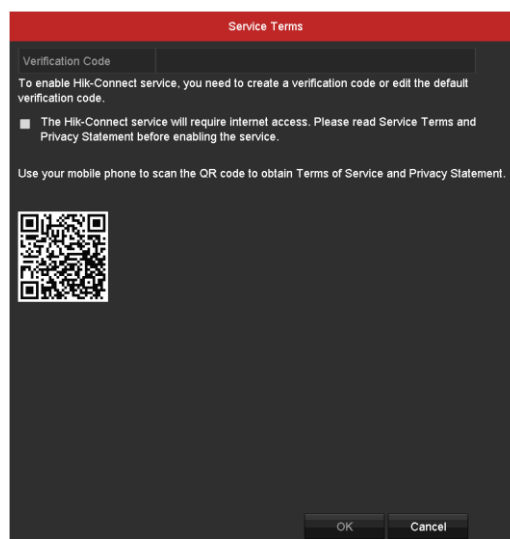 Service Terms
Verification Code
To enable Hik-Connect service, you need to create a verification code or edit the default
verification code.
The Hik-Connect service will require internet access. Please read Service Terms and
Privacy Statement before enabling the service.
Use your mobile phone to scan the QR code to obtain Terms of Service and Privacy Statement.
OK Cancel